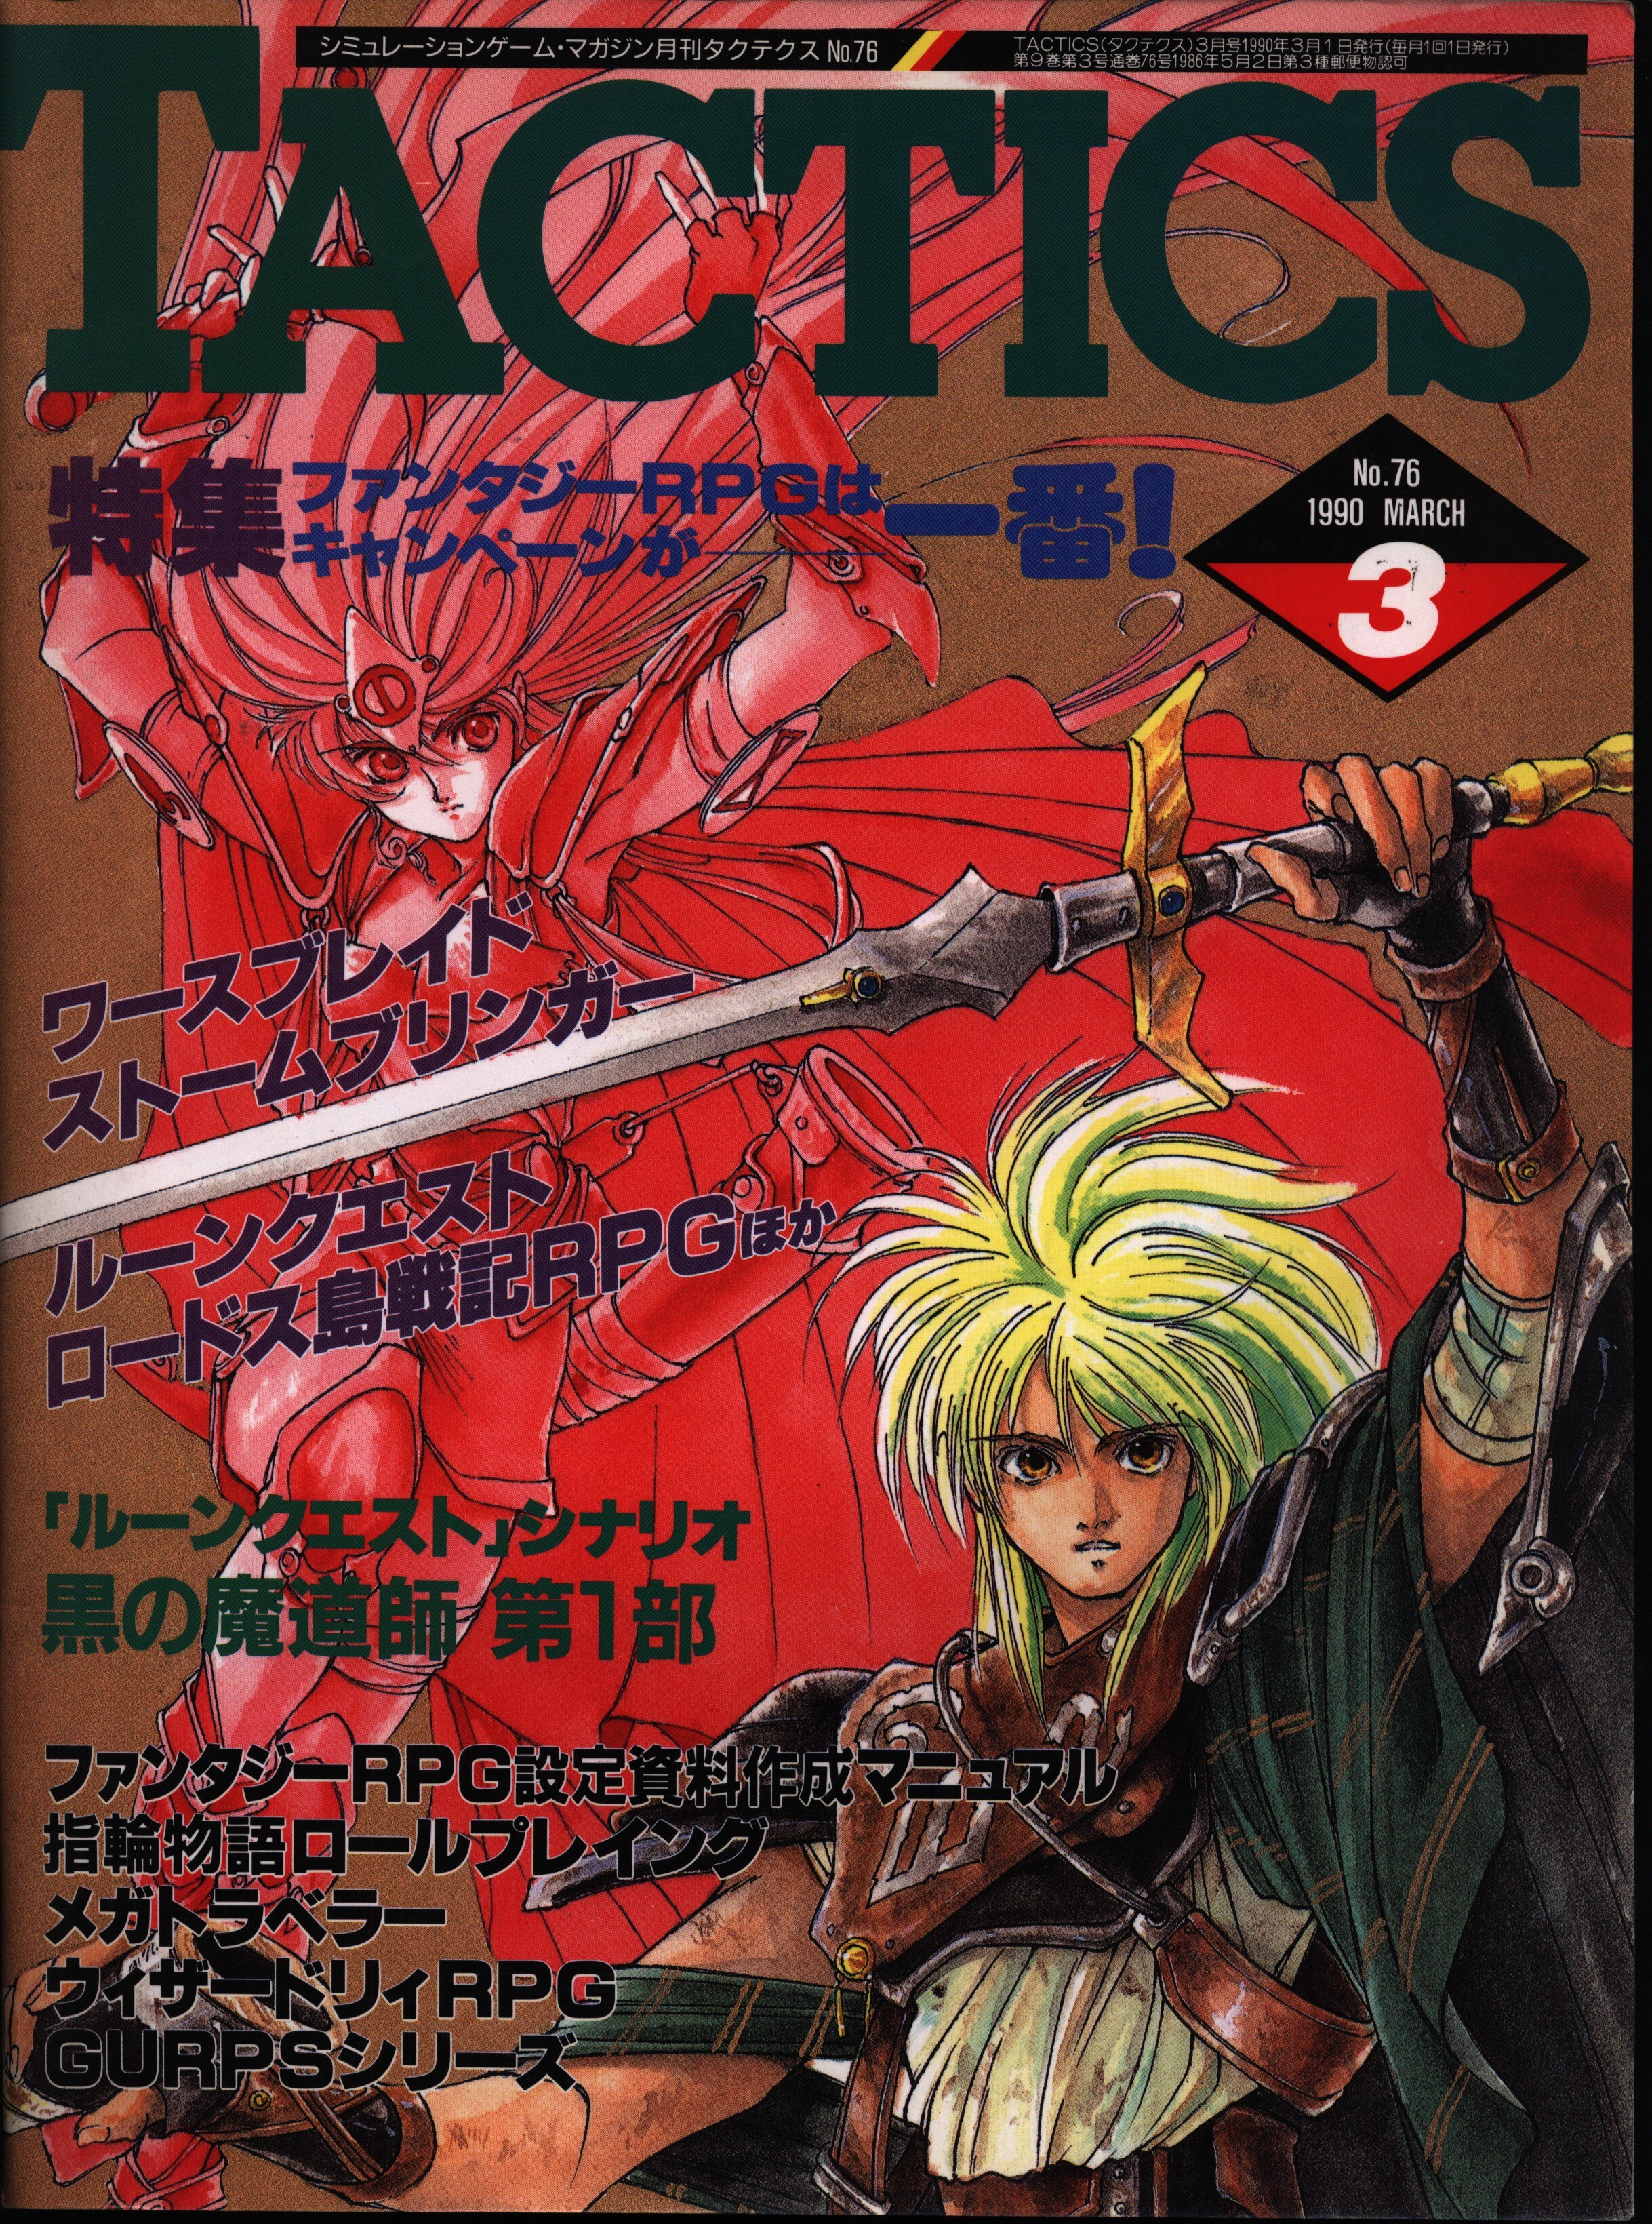 シミュレーションゲーム・マガジン月刊タクテクス No.76
TACTICS(タクテクス)3月号1990年3月1日発行(毎月1回1日発行)
第9巻第3号通巻76号1986年5月2日第3種郵便物認可
TACTICS
特集 ファンタジーRPGは
キャンペーンが一番!
No.76
1990 MARCH
3
ワースブレイド
ストームブリンガー
ルーンクエスト
ロードス島戦記RPGほか
「ルーンクエスト」シナリオ
黒の魔道師 第1部
ファンタジーRPG設定資料作成マニュアル
指輪物語ロールプレイング
メガトラベラー
ウィザードリィRPG
GURPSシリーズ